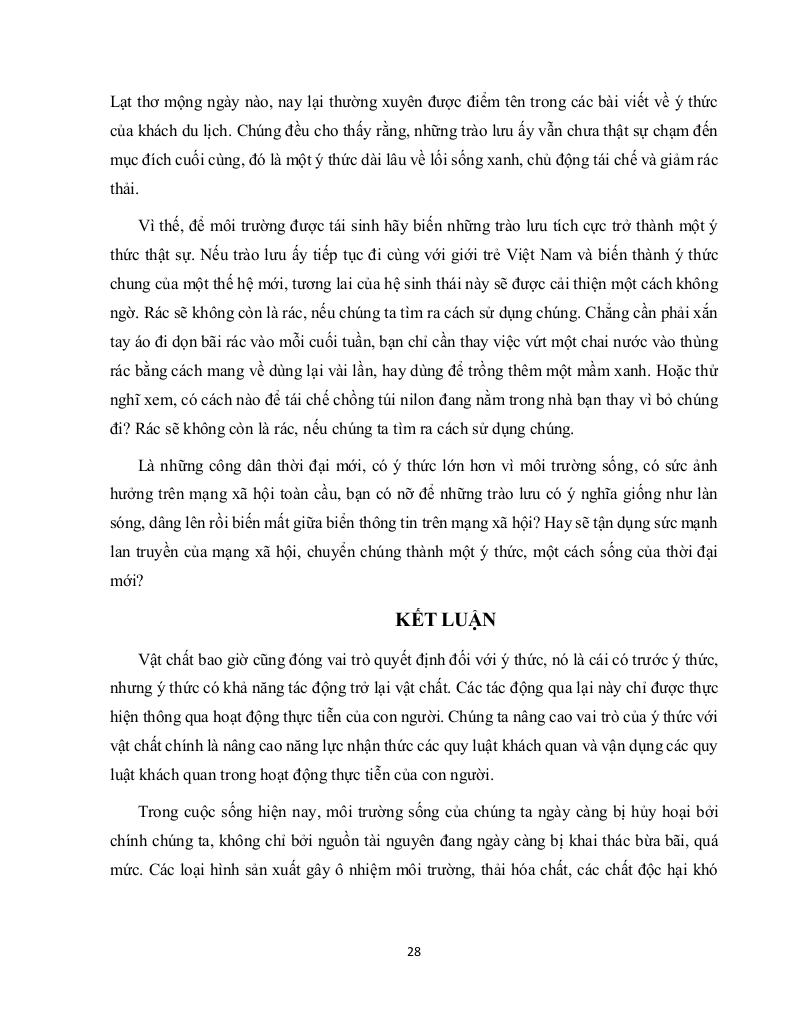 Lạt thơ mộng ngày nào, nay lại thường xuyên được điểm tên trong các bài viết về ý thức
của khách du lịch. Chúng đều cho thấy rằng, những trào lưu ấy vẫn chưa thật sự chạm đến
mục đích cuối cùng, đó là một ý thức dài lâu về lối sống xanh, chủ động tái chế và giảm rác
thải.
Vì thế, để môi trường được tái sinh hãy biến những trào lưu tích cực trở thành một ý
thức thật sự. Nếu trào lưu ấy tiếp tục đi cùng với giới trẻ Việt Nam và biến thành ý thức
chung của một thế hệ mới, tương lai của hệ sinh thái này sẽ được cải thiện một cách không
ngờ. Rác sẽ không còn là rác, nếu chúng ta tìm ra cách sử dụng chúng. Chẳng cần phải xắn
tay áo đi dọn bãi rác vào mỗi cuối tuần, bạn chỉ cần thay việc vứt một chai nước vào thùng
rác bằng cách mang về dùng lại vài lần, hay dùng để trồng thêm một mầm xanh. Hoặc thử
nghĩ xem, có cách nào để tái chế chồng túi nilon đang nằm trong nhà bạn thay vì bỏ chúng
đi? Rác sẽ không còn là rác, nếu chúng ta tìm ra cách sử dụng chúng.
Là những công dân thời đại mới, có ý thức lớn hơn vì môi trường sống, có sức ảnh
hưởng trên mạng xã hội toàn cầu, bạn có nỡ để những trào lưu có ý nghĩa giống như làn
sóng, dâng lên rồi biến mất giữa biển thông tin trên mạng xã hội? Hay sẽ tận dụng sức mạnh
lan truyền của mạng xã hội, chuyển chúng thành một ý thức, một cách sống của thời đại
mới?
KẾT LUẬN
Vật chất bao giờ cũng đóng vai trò quyết định đối với ý thức, nó là cái có trước ý thức,
nhưng ý thức có khả năng tác động trở lại vật chất. Các tác động qua lại này chỉ được thực
hiện thông qua hoạt động thực tiễn của con người. Chúng ta nâng cao vai trò của ý thức với
vật chất chính là nâng cao năng lực nhận thức các quy luật khách quan và vận dụng các quy
luật khách quan trong hoạt động thực tiễn của con người.
Trong cuộc sống hiện nay, môi trường sống của chúng ta ngày càng bị hủy hoại bởi
chính chúng ta, không chỉ bởi nguồn tài nguyên đang ngày càng bị khai thác bừa bãi, quá
mức. Các loại hình sản xuất gây ô nhiệm môi trường, thải hóa chất, các chất độc hại khó
28